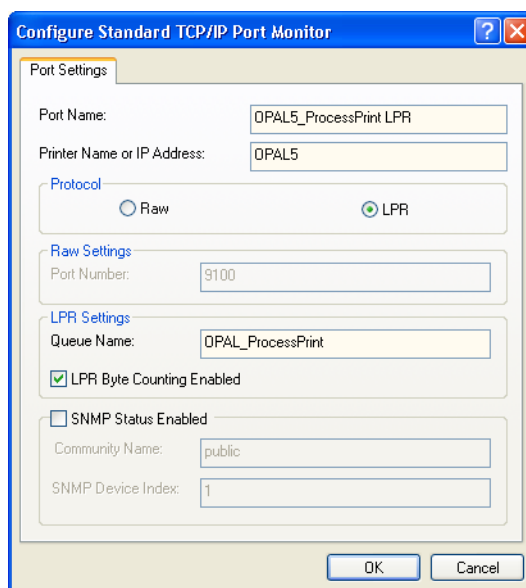 Configure Standard TCP/IP Port Monitor
Port Settings
Port Name: OPAL5_ProcessPrint LPR
Printer Name or IP Address: OPAL5
Protocol
Raw LPR
Raw Settings
Port Number: 9100
LPR Settings
Queue Name: OPAL_ProcessPrint
LPR Byte Counting Enabled
SNMP Status Enabled
Community Name: public
SNMP Device Index: 1
OK Cancel